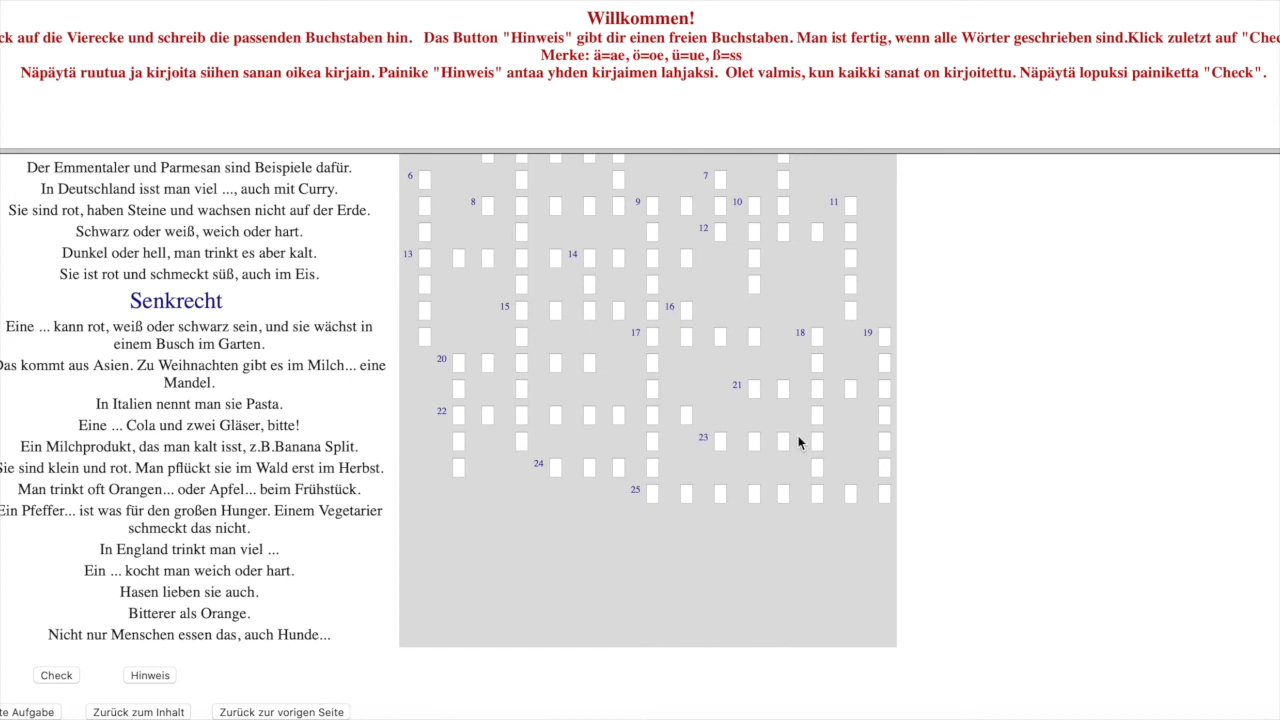 Willkommen!
ck auf die Vierecke und schreib die passenden Buchstaben hin. Das Button "Hinweis" gibt dir einen freien Buchstaben. Man ist fertig, wenn alle Wörter geschrieben sind.Klick zuletzt auf "Chec
Merke: ä=ae, ö=oe, ü=ue, ß=ss
Näpäytä ruutua ja kirjoita siihen sanan oikea kirjain. Painike "Hinweis" antaa yhden kirjaimen lahjaksi. Olet valmis, kun kaikki sanat on kirjoitettu. Näpäytä lopuksi painiketta "Check".
Der Emmentaler und Parmesan sind Beispiele dafür.
In Deutschland isst man viel ..., auch mit Curry.
Sie sind rot, haben Steine und wachsen nicht auf der Erde.
Schwarz oder weiß, weich oder hart.
Dunkel oder hell, man trinkt es aber kalt.
Sie ist rot und schmeckt süß, auch im Eis.
Senkrecht
Eine ... kann rot, weiß oder schwarz sein, und sie wächst in
einem Busch im Garten.
Das kommt aus Asien. Zu Weihnachten gibt es im Milch... eine
Mandel.
In Italien nennt man sie Pasta.
Eine ... Cola und zwei Gläser, bitte!
Ein Milchprodukt, das man kalt isst, z.B.Banana Split.
Sie sind klein und rot. Man pflückt sie im Wald erst im Herbst.
Man trinkt oft Orangen... oder Apfel... beim Frühstück.
Ein Pfeffer... ist was für den großen Hunger. Einem Vegetarier
schmeckt das nicht.
In England trinkt man viel ...
Ein ... kocht man weich oder hart.
Hasen lieben sie auch.
Bitterer als Orange.
Nicht nur Menschen essen das, auch Hunde...
Check
Hinweis
te Aufgabe
Zurück zum Inhalt
Zurück zur vorigen Seite
6
7
8
9
10
11
12
13
14
15
16
17
18
19
20
21
22
23
24
25